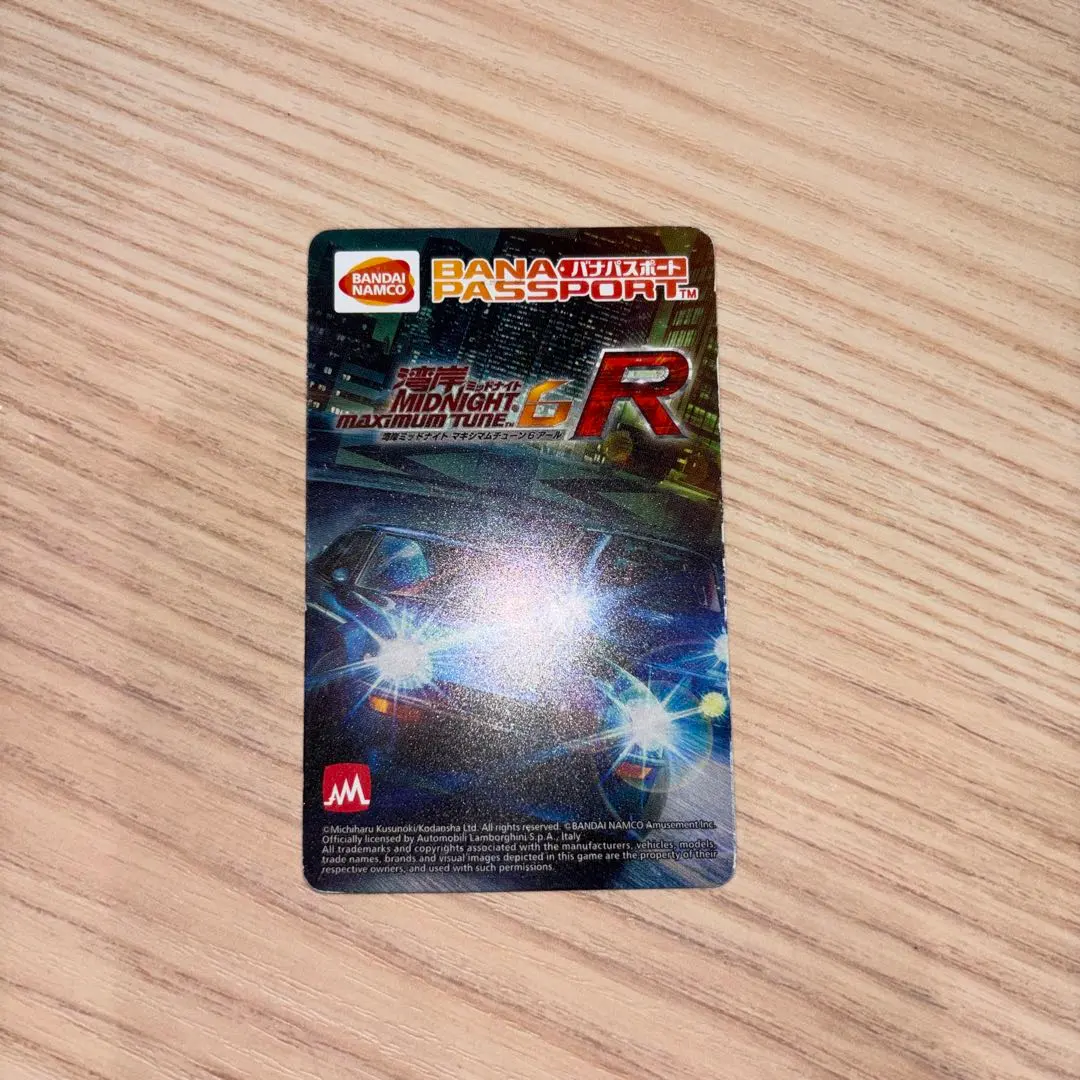 BANDAI
NAMCO
BANA・バナパスポート
PASSPORT™
湾岸 ミッドナイト
MIDNIGHT®
MAXIMUM TUNE™ 6 R
湾岸ミッドナイト マキシマムチューン 6 アール
AM
©Michiharu Kusunoki/Kodansha Ltd. All rights reserved. ©BANDAI NAMCO Amusement Inc.
Officially licensed by Automobili Lamborghini S.p.A., Italy
All trademarks and copyrights associated with the manufacturers, vehicles, models,
trade names, brands and visual images depicted in this game are the property of their
respective owners, and used with such permissions.